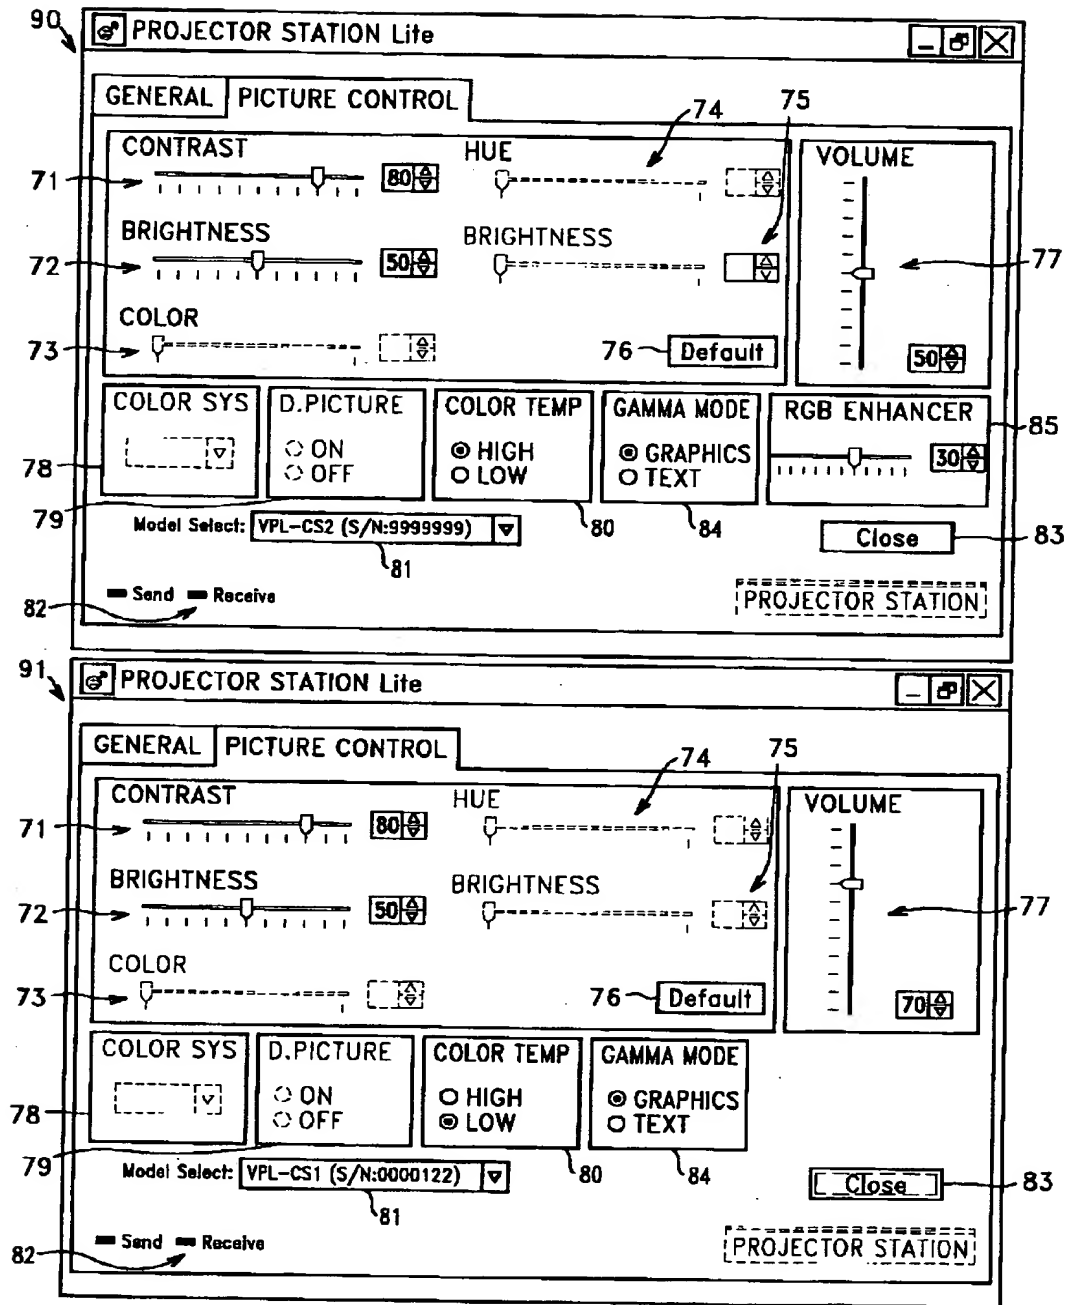 90
PROJECTOR STATION Lite
GENERAL PICTURE CONTROL
74 75
CONTRAST HUE VOLUME
71 80
BRIGHTNESS BRIGHTNESS
72 50 77
COLOR
73 76 Default 50
COLOR SYS D.PICTURE COLOR TEMP GAMMA MODE RGB ENHANCER
85
78 ON HIGH GRAPHICS 30
OFF LOW TEXT
79 Model Select: VPL-CS2 (S/N:9999999) 80 84 Close 83
81
82 Send Receive PROJECTOR STATION
91
PROJECTOR STATION Lite
GENERAL PICTURE CONTROL
74 75
CONTRAST HUE VOLUME
71 80
BRIGHTNESS BRIGHTNESS
72 50 77
COLOR
73 76 Default 70
COLOR SYS D.PICTURE COLOR TEMP GAMMA MODE
78 ON HIGH GRAPHICS
OFF LOW TEXT
79 Model Select: VPL-CS1 (S/N:0000122) 80 84 Close 83
81
82 Send Receive PROJECTOR STATION